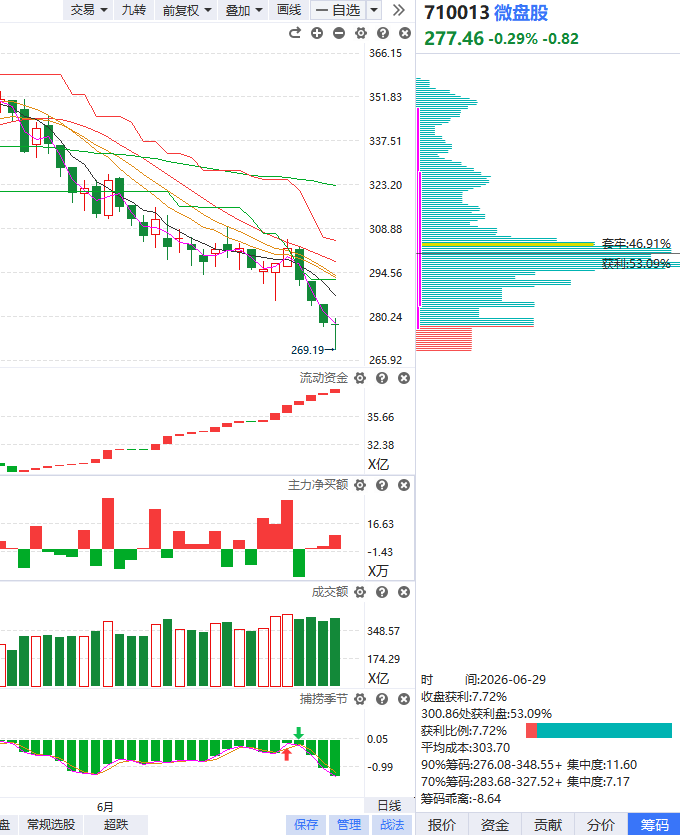 交易 九转 前复权 叠加 画线 一自选
710013 微盘股
277.46 -0.29% -0.82
366.15
351.83
337.51
323.20
308.88
294.56
280.24
265.92
269.19
套牢:46.91%
获利:53.09%
流动资金
35.66
32.38
X亿
主力净买额
16.63
-1.43
X万
成交额
348.57
174.29
X亿
捕捞季节
0.05
-0.99
时 间:2026-06-29
收盘获利:7.72%
300.86处获利盘:53.09%
获利比例:7.72%
平均成本:303.70
90%筹码:276.08-348.55+ 集中度:11.60
70%筹码:283.68-327.52+ 集中度:7.17
筹码乖离:-8.64
6月 日线
盘 常规选股 超跌 保存 管理 战法
报价 资金 贡献 分价 筹码